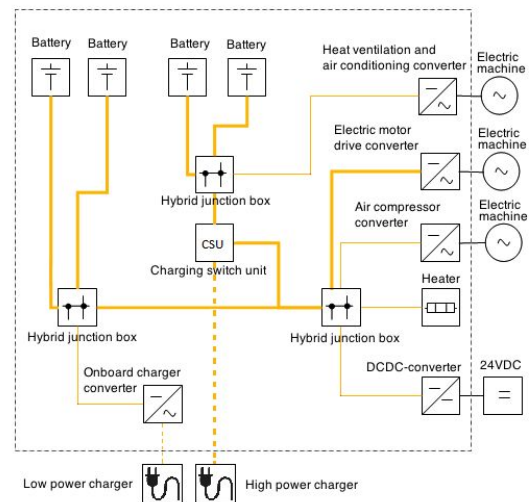 Battery
Battery
Battery
Battery
Heat ventilation and
air conditioning converter
Electric
machine
Electric motor
drive converter
Electric
machine
Hybrid junction box
Air compressor
converter
Electric
machine
CSU
Charging switch unit
Heater
Hybrid junction box
Hybrid junction box
Onboard charger
converter
DCDC-converter
24VDC
Low power charger
High power charger